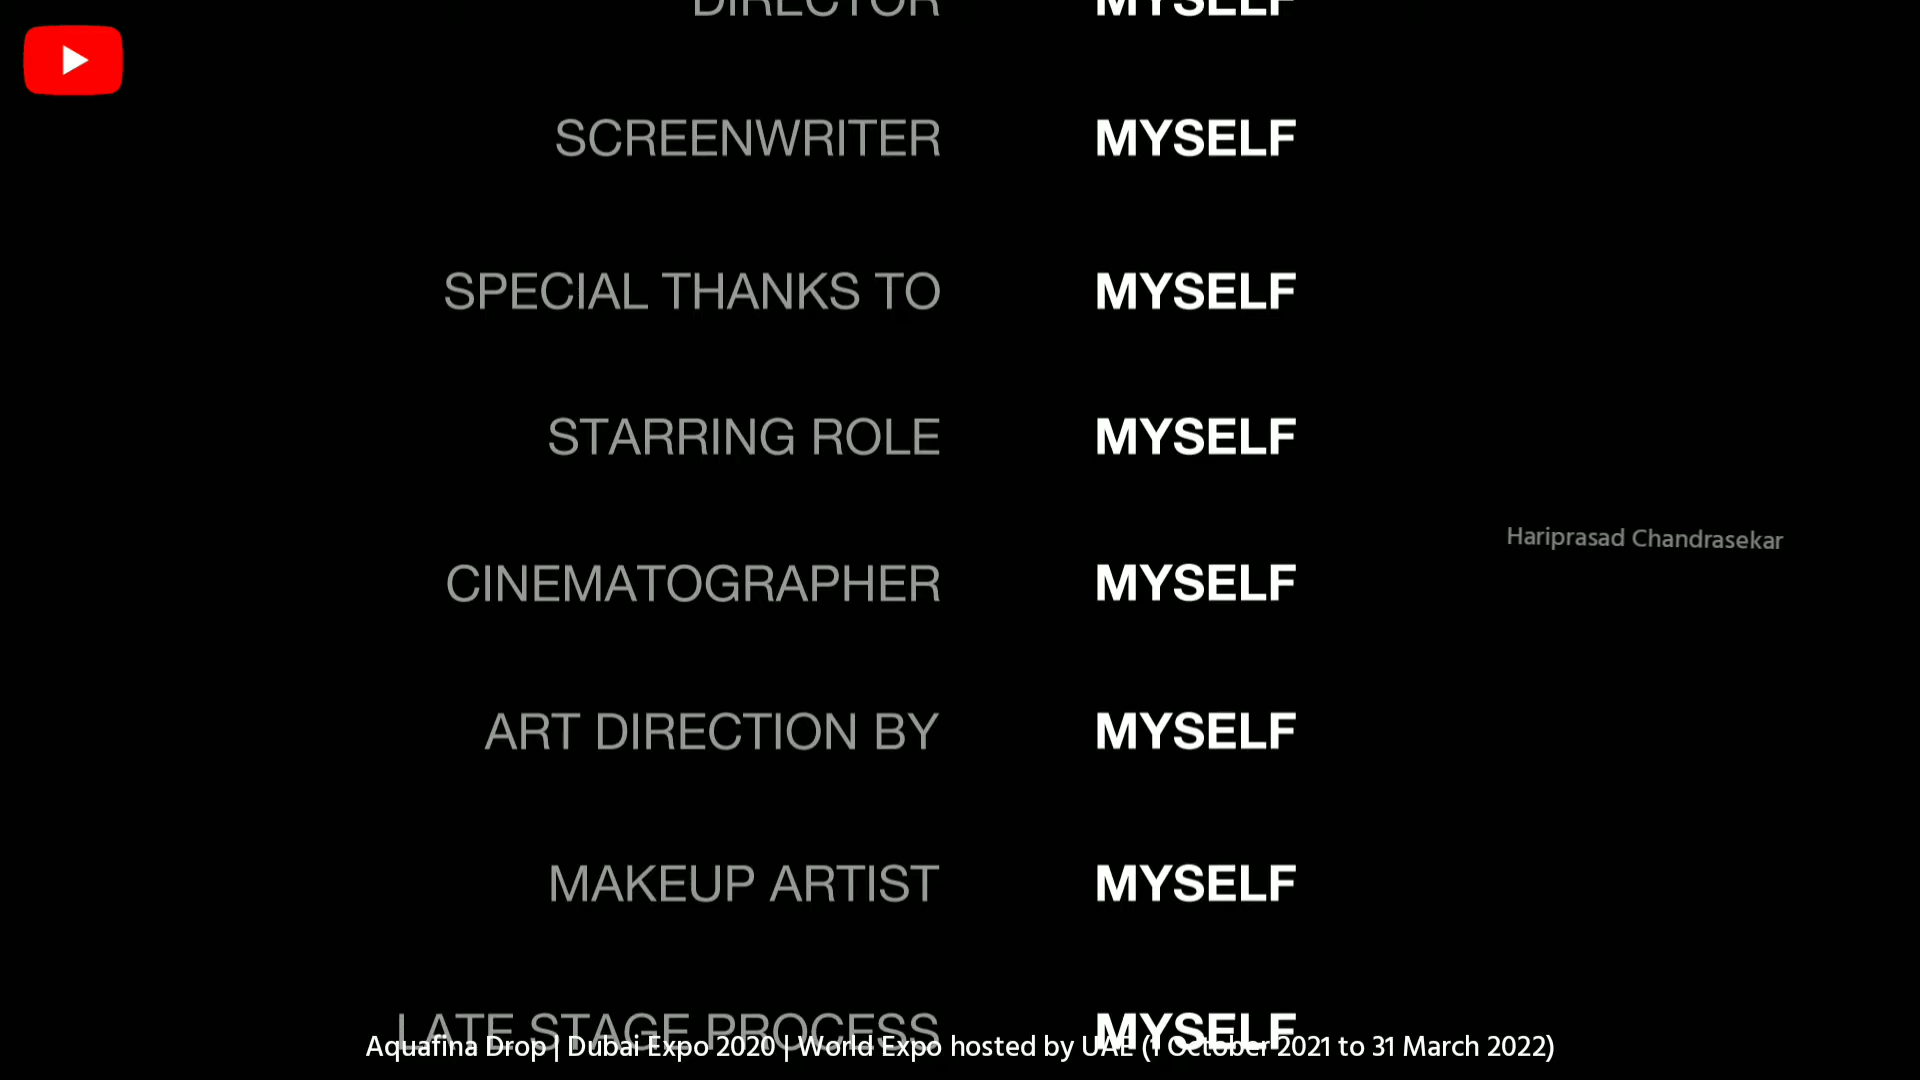 DIRECTOR MYSELF
SCREENWRITER MYSELF
SPECIAL THANKS TO MYSELF
STARRING ROLE MYSELF
Hariprasad Chandrasekar
CINEMATOGRAPHER MYSELF
ART DIRECTION BY MYSELF
MAKEUP ARTIST MYSELF
LATE STAGE PROCESS MYSELF
Aquafina Drop | Dubai Expo 2020 | World Expo hosted by UAE (1 October 2021 to 31 March 2022)